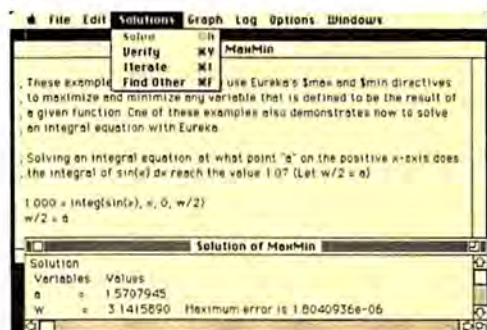 File Edit Solutions Graph Log Options Windows
Solve
Verify ⌘V
Iterate ⌘I
Find Other ⌘F
MaxMin
, These example use Eureka's $max and $min directives
to maximize and minimize any variable that is defined to be the result of
a given function. One of these examples also demonstrates how to solve
an integral equation with Eureka
, Solving an integral equation at what point "a" on the positive x-axis does
the integral of sin(x) dx reach the value 1.0? (Let w/2 = a)
1.000 = integ(sin(x), x, 0, w/2)
w/2 = a
Solution of MaxMin
Solution
Variables Values
a = 1.5707945
w = 3.1415890 Maximum error is 1.8040936e-06